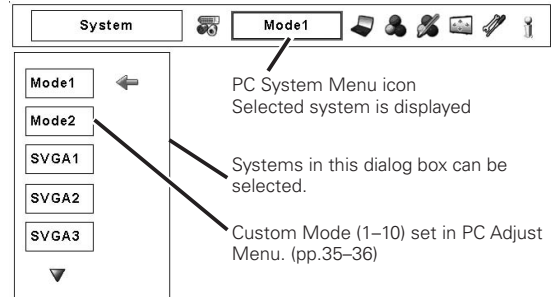 System
Mode1
Mode1
Mode2
SVGA1
SVGA2
SVGA3
PC System Menu icon
Selected system is displayed
Systems in this dialog box can be
selected.
Custom Mode (1–10) set in PC Adjust
Menu. (pp.35–36)